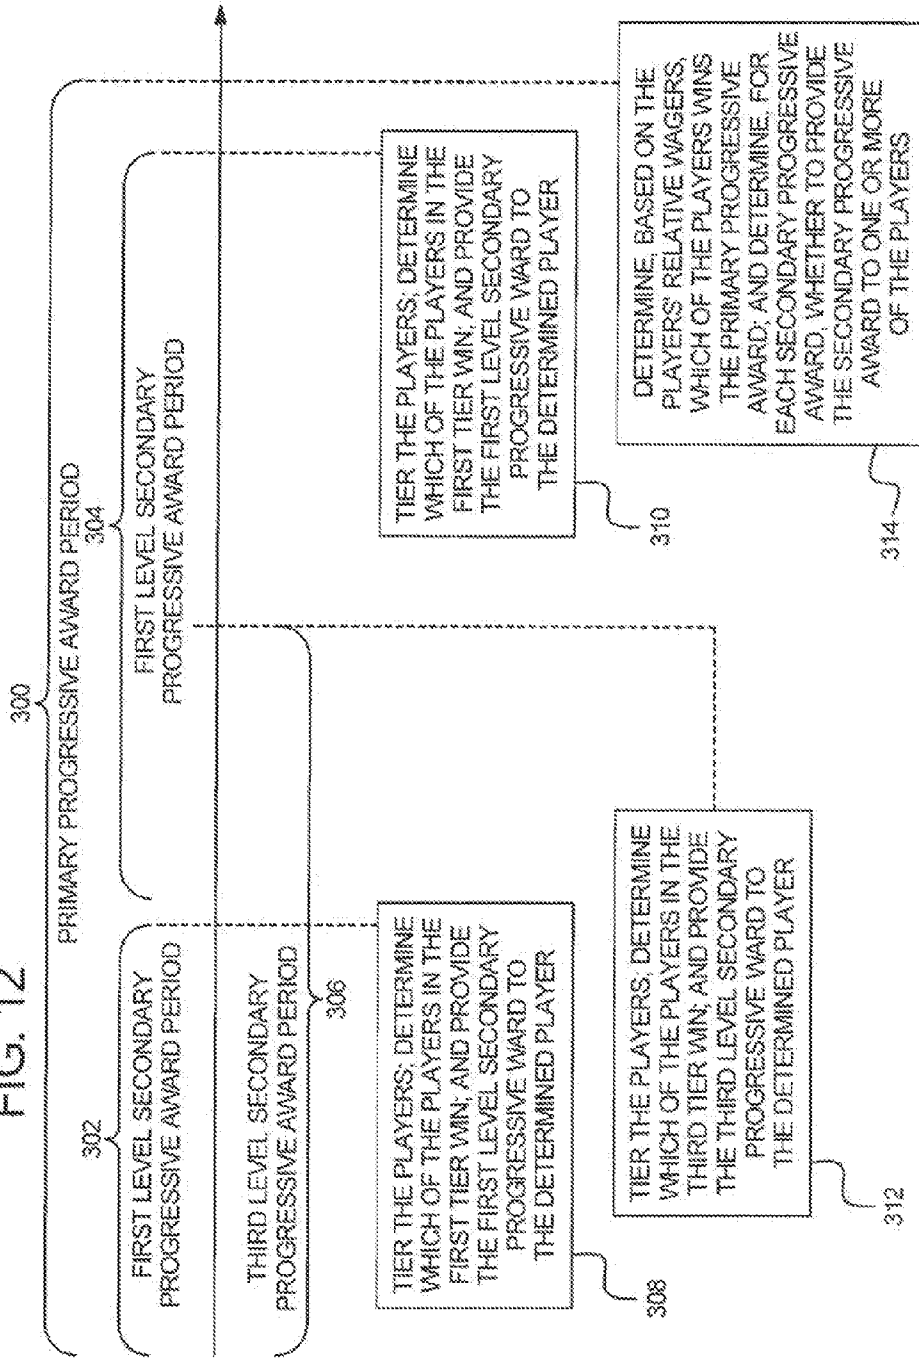 FIG. 12
300
PRIMARY PROGRESSIVE AWARD PERIOD
302
FIRST LEVEL SECONDARY
PROGRESSIVE AWARD PERIOD
304
FIRST LEVEL SECONDARY
PROGRESSIVE AWARD PERIOD
THIRD LEVEL SECONDARY
PROGRESSIVE AWARD PERIOD
306
TIER THE PLAYERS; DETERMINE
WHICH OF THE PLAYERS IN THE
FIRST TIER WIN; AND PROVIDE
THE FIRST LEVEL SECONDARY
PROGRESSIVE WARD TO
THE DETERMINED PLAYER
308
TIER THE PLAYERS; DETERMINE
WHICH OF THE PLAYERS IN THE
FIRST TIER WIN; AND PROVIDE
THE FIRST LEVEL SECONDARY
PROGRESSIVE WARD TO
THE DETERMINED PLAYER
310
TIER THE PLAYERS; DETERMINE
WHICH OF THE PLAYERS IN THE
THIRD TIER WIN; AND PROVIDE
THE THIRD LEVEL SECONDARY
PROGRESSIVE WARD TO
THE DETERMINED PLAYER
312
DETERMINE, BASED ON THE
PLAYERS' RELATIVE WAGERS,
WHICH OF THE PLAYERS WINS
THE PRIMARY PROGRESSIVE
AWARD; AND DETERMINE, FOR
EACH SECONDARY PROGRESSIVE
AWARD, WHETHER TO PROVIDE
THE SECONDARY PROGRESSIVE
AWARD TO ONE OR MORE
OF THE PLAYERS
314